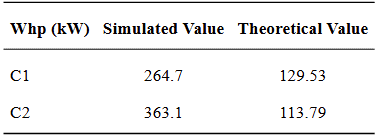 Whp (kW) Simulated Value Theoretical Value
C1 264.7 129.53
C2 363.1 113.79